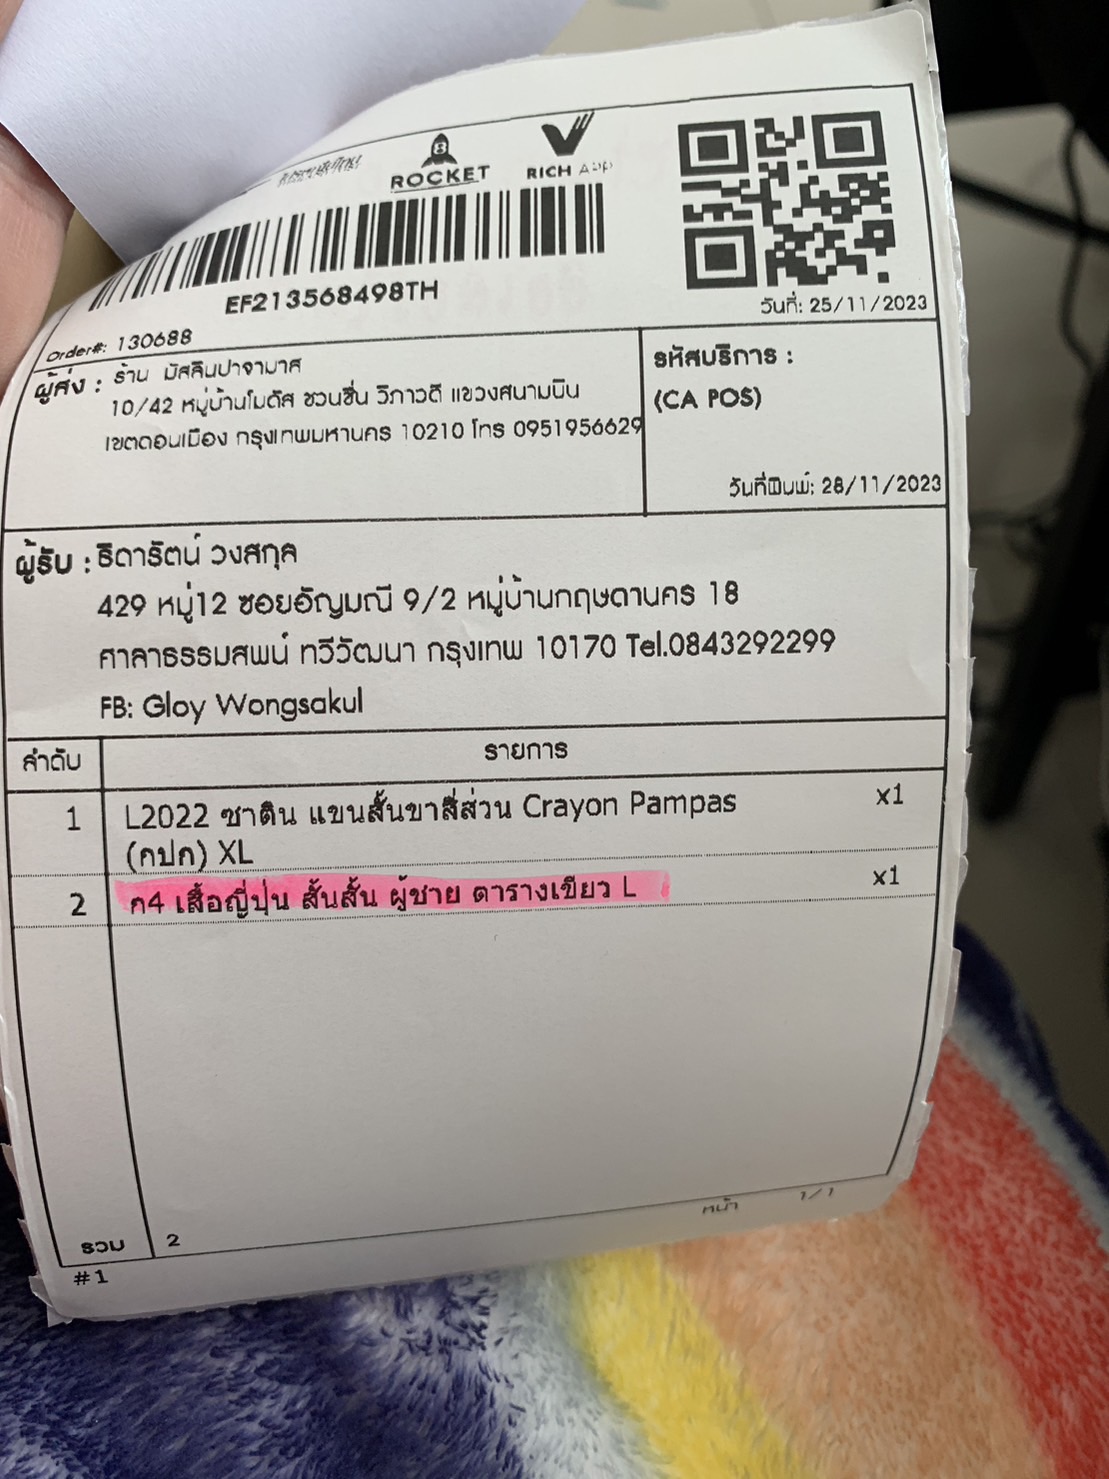 ROCKET
RICH App
EF213568498TH
วันที่: 25/11/2023
Order#: 130688
ผู้ส่ง : ร้าน มัสลินปาจามาส
10/42 หมู่บ้านโมดัส ชวนชื่น วิภาวดี แขวงสนามบิน
เขตดอนเมือง กรุงเทพมหานคร 10210 โทร 0951956629
รหัสบริการ :
(CA POS)
วันที่พิมพ์: 28/11/2023
ผู้รับ : ธิดารัตน์ วงสกุล
429 หมู่12 ซอยอัญมณี 9/2 หมู่บ้านกฤษดานคร 18
ศาลาธรรมสพน์ ทวีวัฒนา กรุงเทพ 10170 Tel.0843292299
FB: Gloy Wongsakul
ลำดับ รายการ
1 L2022 ซาติน แขนสั้นขาสี่ส่วน Crayon Pampas x1
(กปก) XL
2 ก4 เสื้อญี่ปุ่น สั้นสั้น ผู้ชาย ตารางเขียว L x1
รวม 2
หน้า 1/1
#1